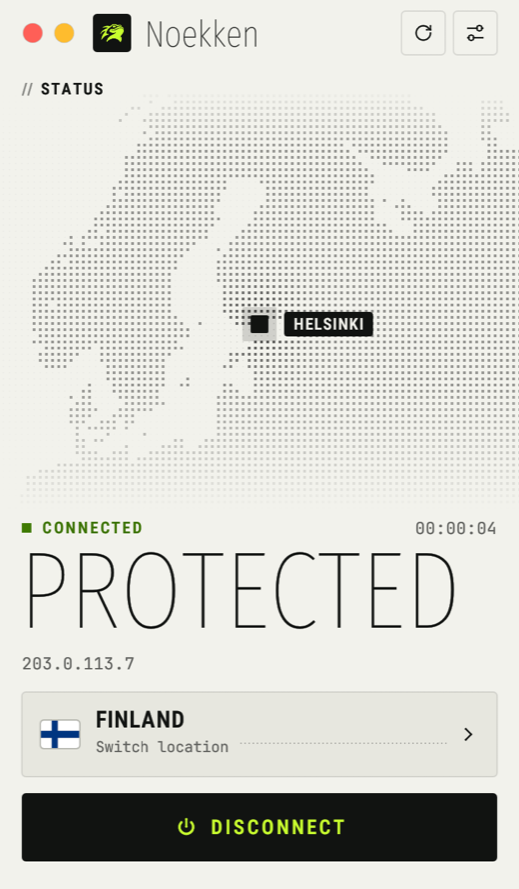 Noekken
// STATUS
HELSINKI
CONNECTED
00:00:04
PROTECTED
203.0.113.7
FINLAND
Switch location
DISCONNECT